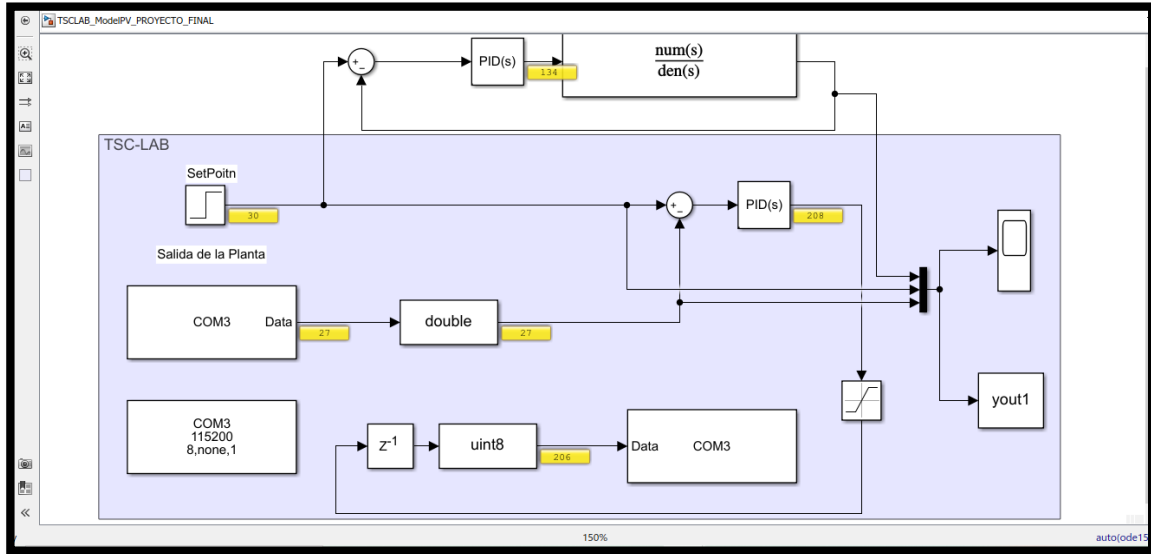 TSCLAB_ModelPV_PROYECTO_FINAL
PID(s)
134
num(s)
den(s)
TSC-LAB
SetPoitn
30
PID(s)
208
Salida de la Planta
COM3
Data
27
double
27
COM3
115200
8,none,1
Z-1
uint8
206
Data
COM3
yout1
150%
auto(ode15